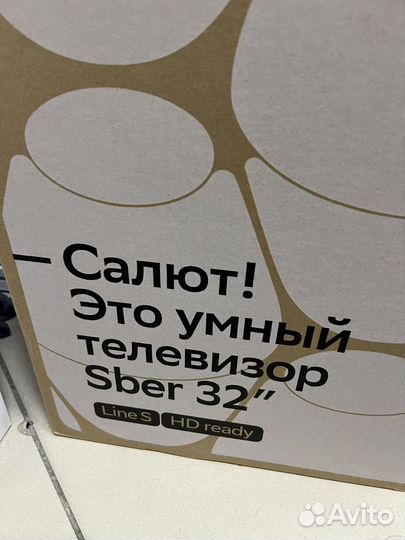 — Салют!
Это умный
телевизор
Sber 32"
Line S HD ready
Avito